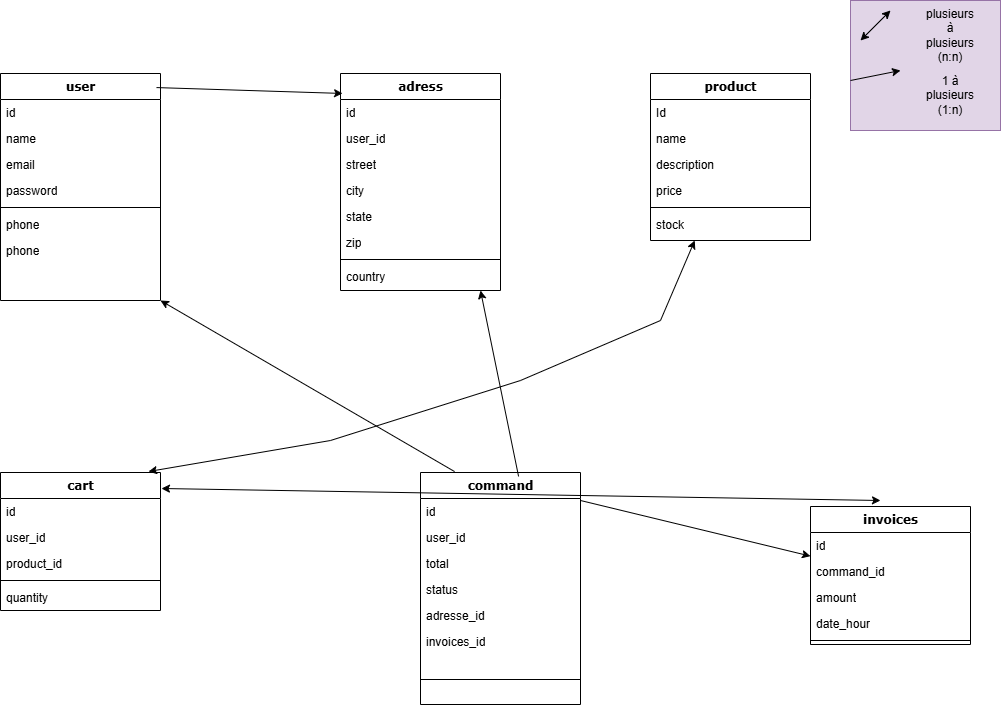 plusieurs
à
plusieurs
(n:n)
1 à
plusieurs
(1:n)
user
id
name
email
password
phone
phone
adress
id
user_id
street
city
state
zip
country
product
Id
name
description
price
stock
cart
id
user_id
product_id
quantity
command
id
user_id
total
status
adresse_id
invoices_id
invoices
id
command_id
amount
date_hour